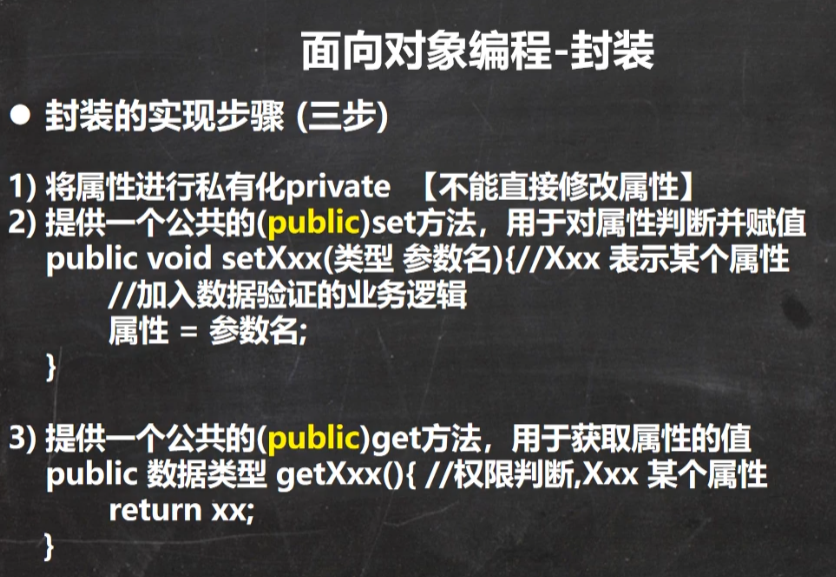 面向对象编程-封装
● 封装的实现步骤 (三步)
1) 将属性进行私有化private 【不能直接修改属性】
2) 提供一个公共的(public)set方法，用于对属性判断并赋值
public void setXxx(类型 参数名){//Xxx 表示某个属性
//加入数据验证的业务逻辑
属性 = 参数名;
}
3) 提供一个公共的(public)get方法，用于获取属性的值
public 数据类型 getXxx(){ //权限判断,Xxx 某个属性
return xx;
}